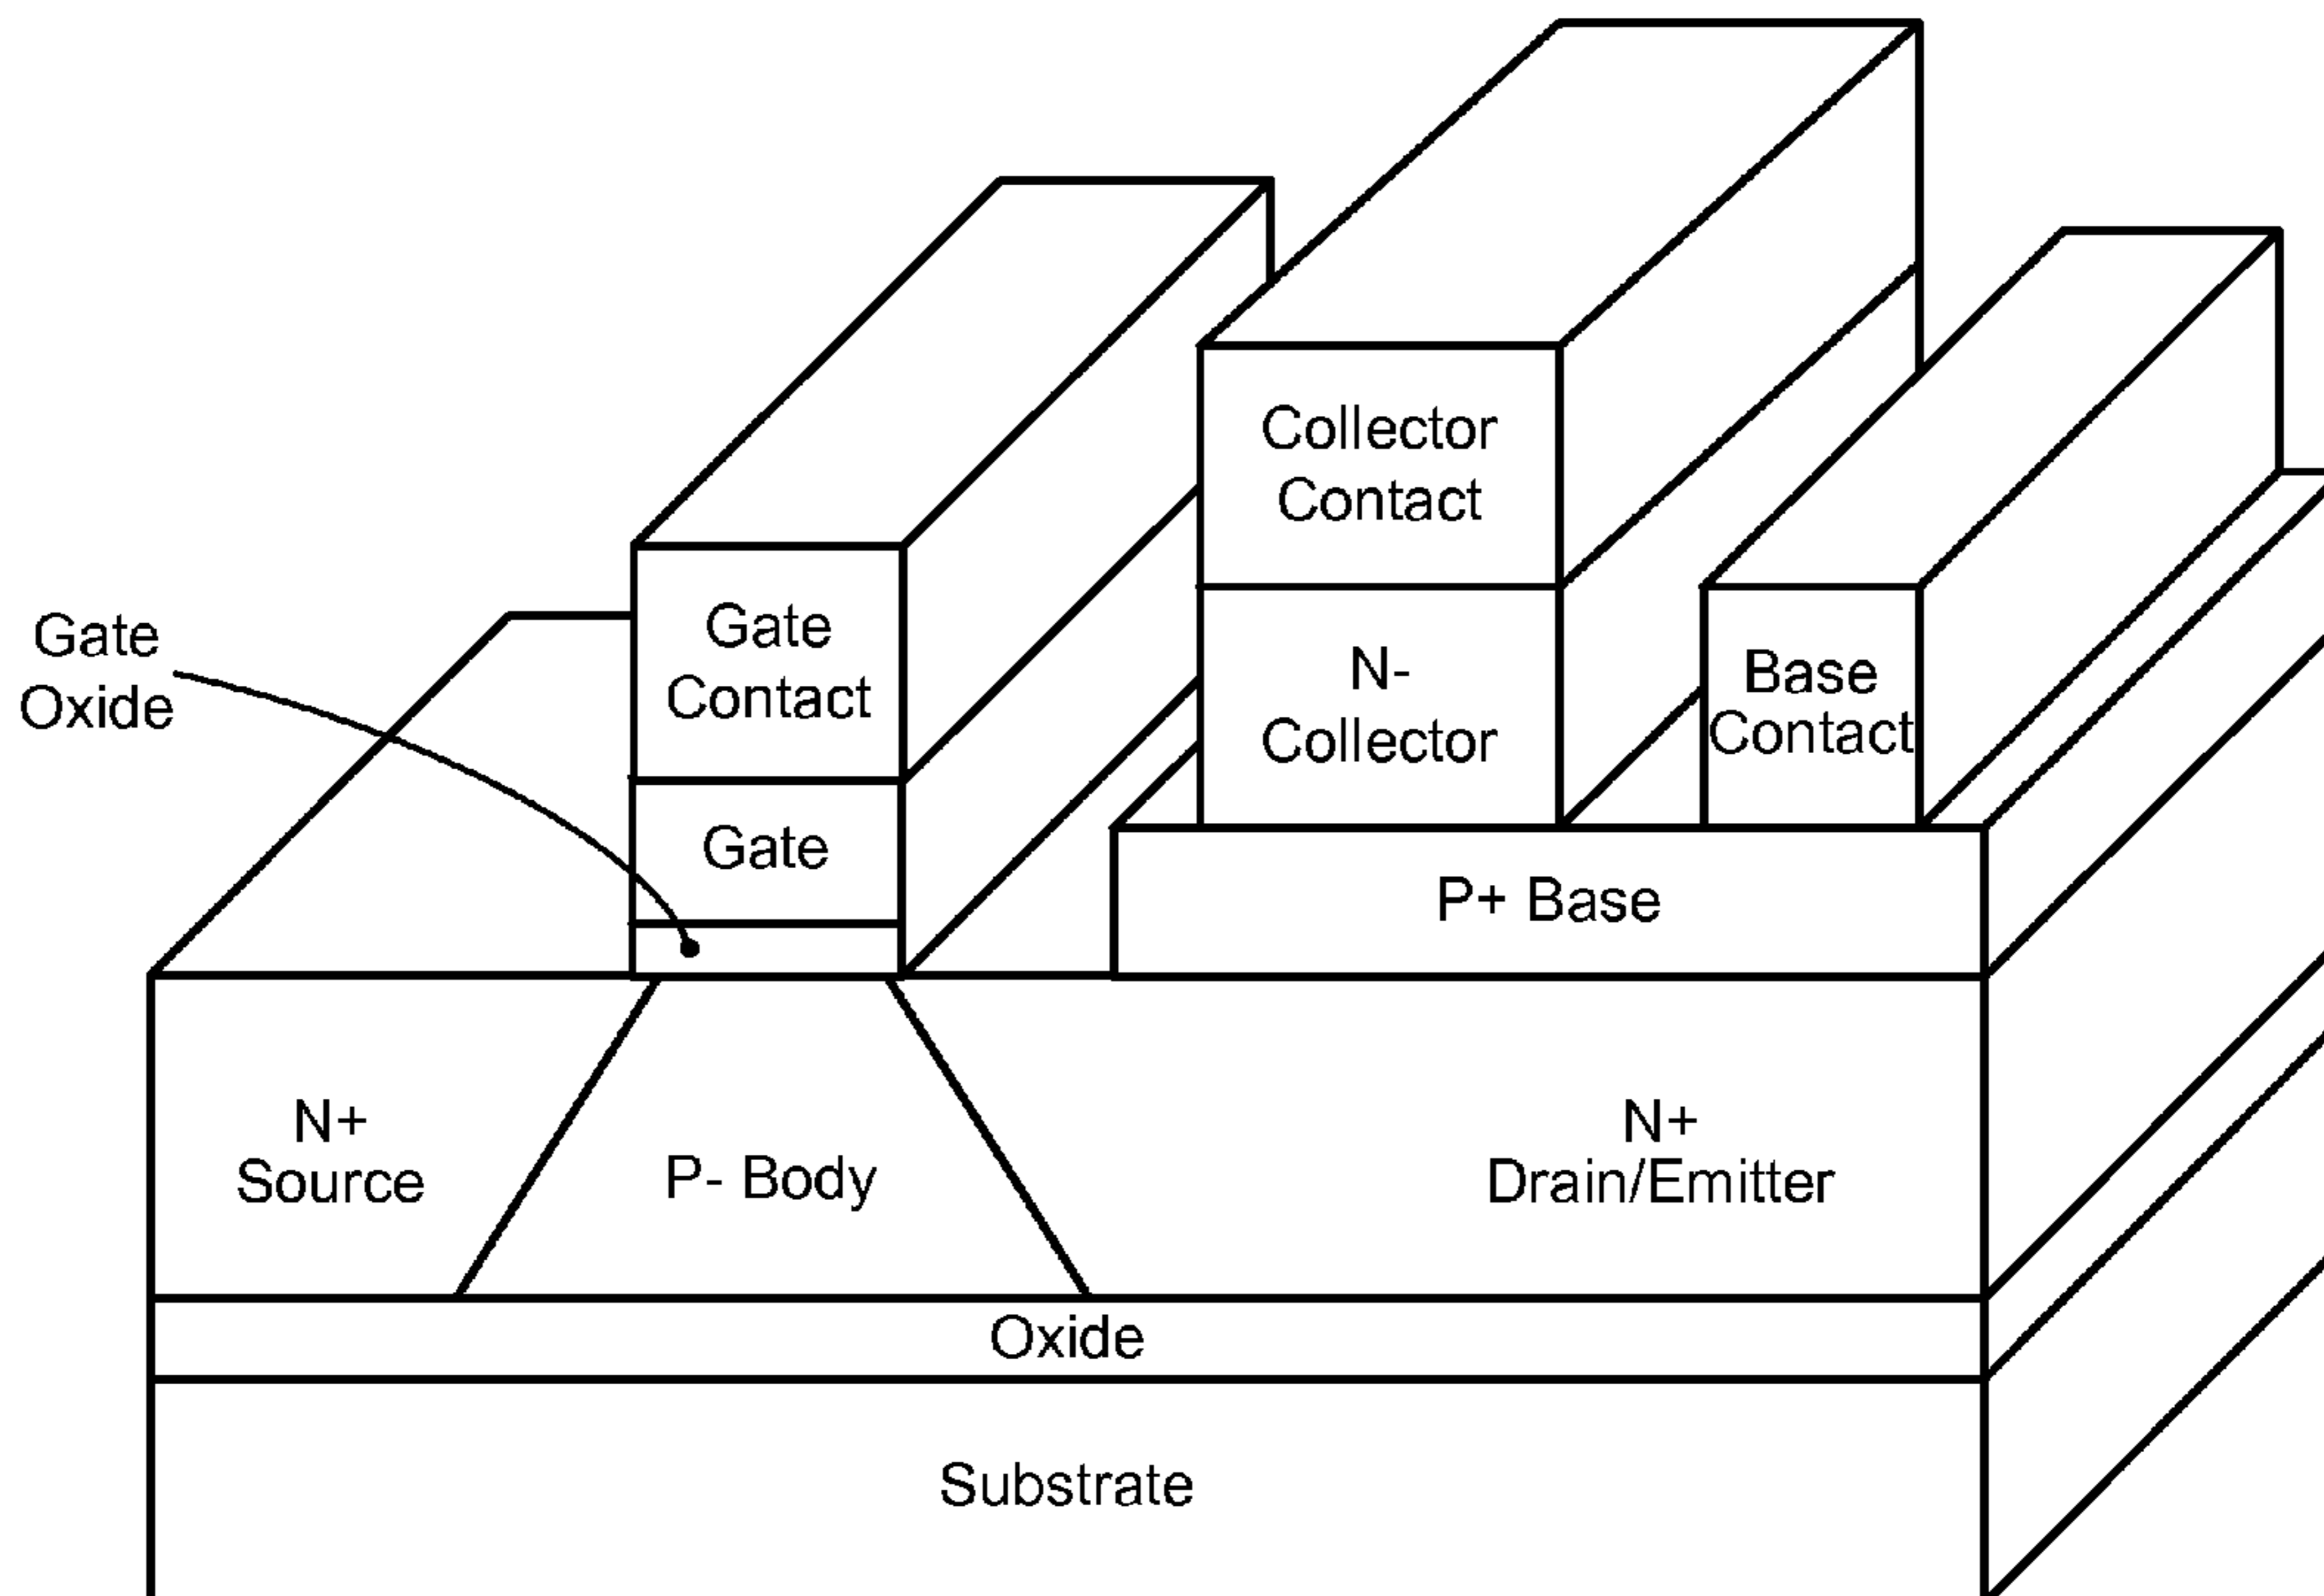 Collector
Contact
Gate
Oxide
Gate
Contact
N-
Collector
Base
Contact
Gate
P+ Base
N+
Source
P- Body
N+
Drain/Emitter
Oxide
Substrate